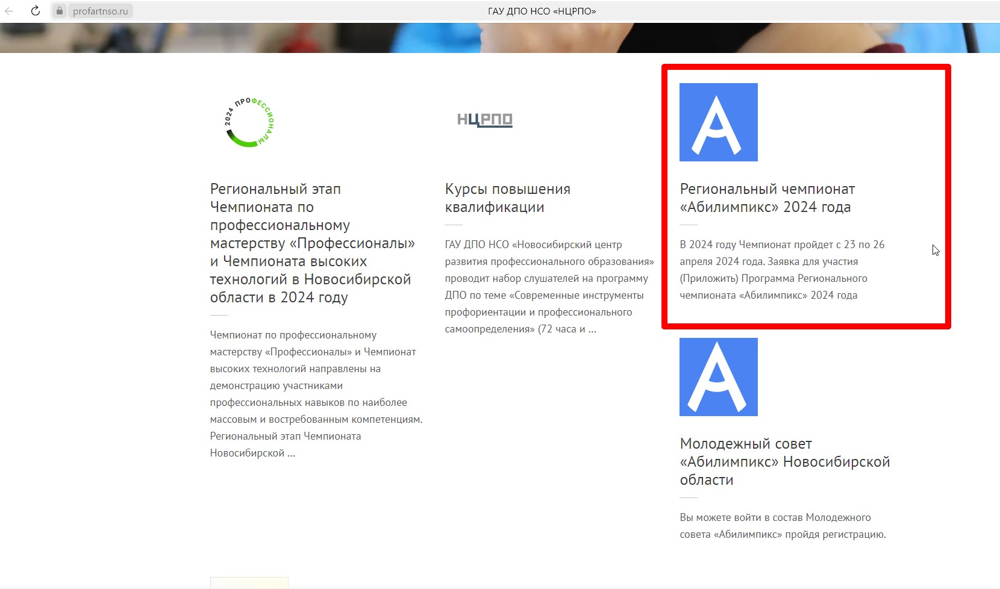 profartnso.ru
ГАУ ДПО НСО «НЦРПО»
2024 ПРОФЕССИОНАЛЫ
Региональный этап
Чемпионата по
профессиональному
мастерству «Профессионалы»
и Чемпионата высоких
технологий в Новосибирской
области в 2024 году
Чемпионат по профессиональному
мастерству «Профессионалы» и Чемпионат
высоких технологий направлены на
демонстрацию участниками
профессиональных навыков по наиболее
массовым и востребованным компетенциям.
Региональный этап Чемпионата
Новосибирской ...
НЦРПО
Курсы повышения
квалификации
ГАУ ДПО НСО «Новосибирский центр
развития профессионального образования»
проводит набор слушателей на программу
ДПО по теме «Современные инструменты
профориентации и профессионального
самоопределения» (72 часа и ...
Региональный чемпионат
«Абилимпикс» 2024 года
В 2024 году Чемпионат пройдет с 23 по 26
апреля 2024 года. Заявка для участия
(Приложить) Программа Регионального
чемпионата «Абилимпикс» 2024 года
Молодежный совет
«Абилимпикс» Новосибирской
области
Вы можете войти в состав Молодежного
совета «Абилимпикс» пройдя регистрацию.